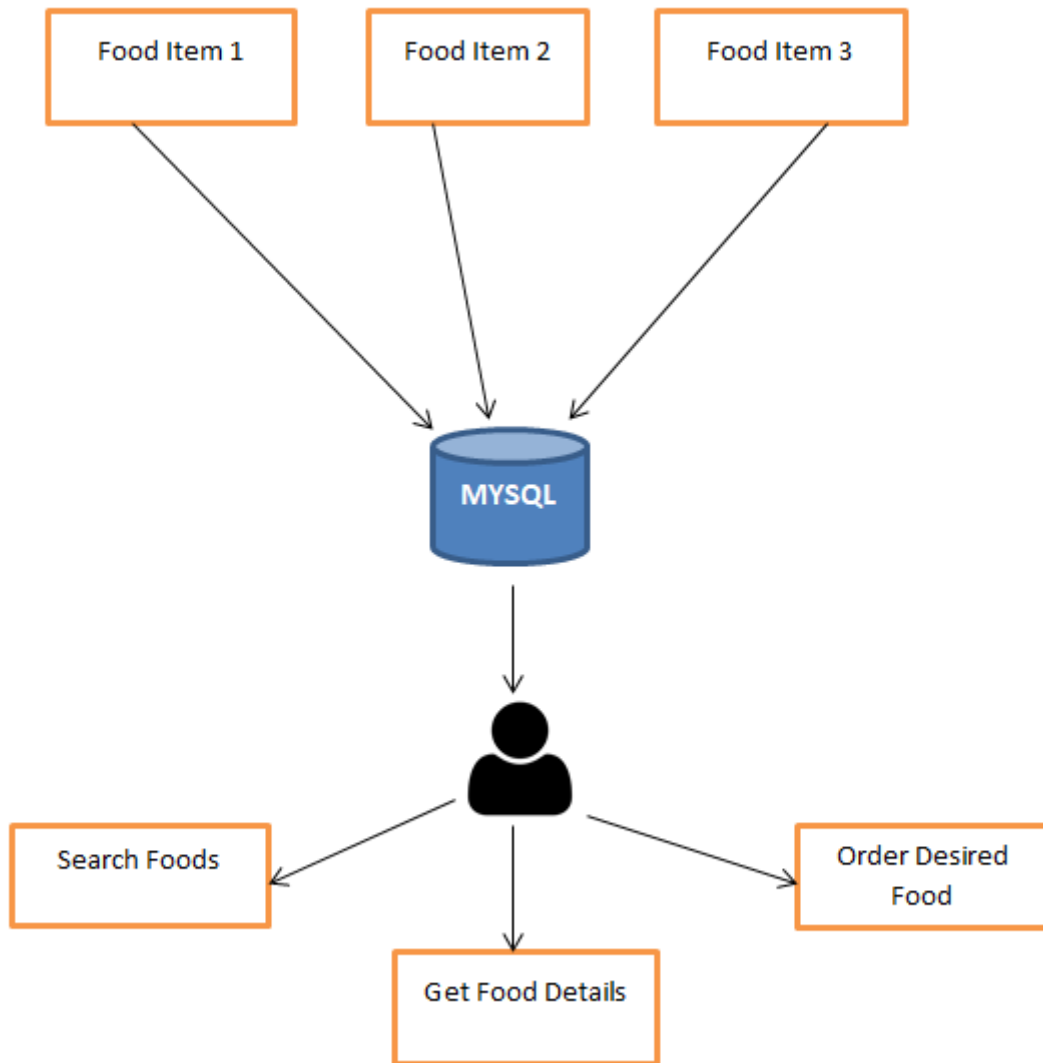 Food Item 1
Food Item 2
Food Item 3
MYSQL
Search Foods
Order Desired
Food
Get Food Details